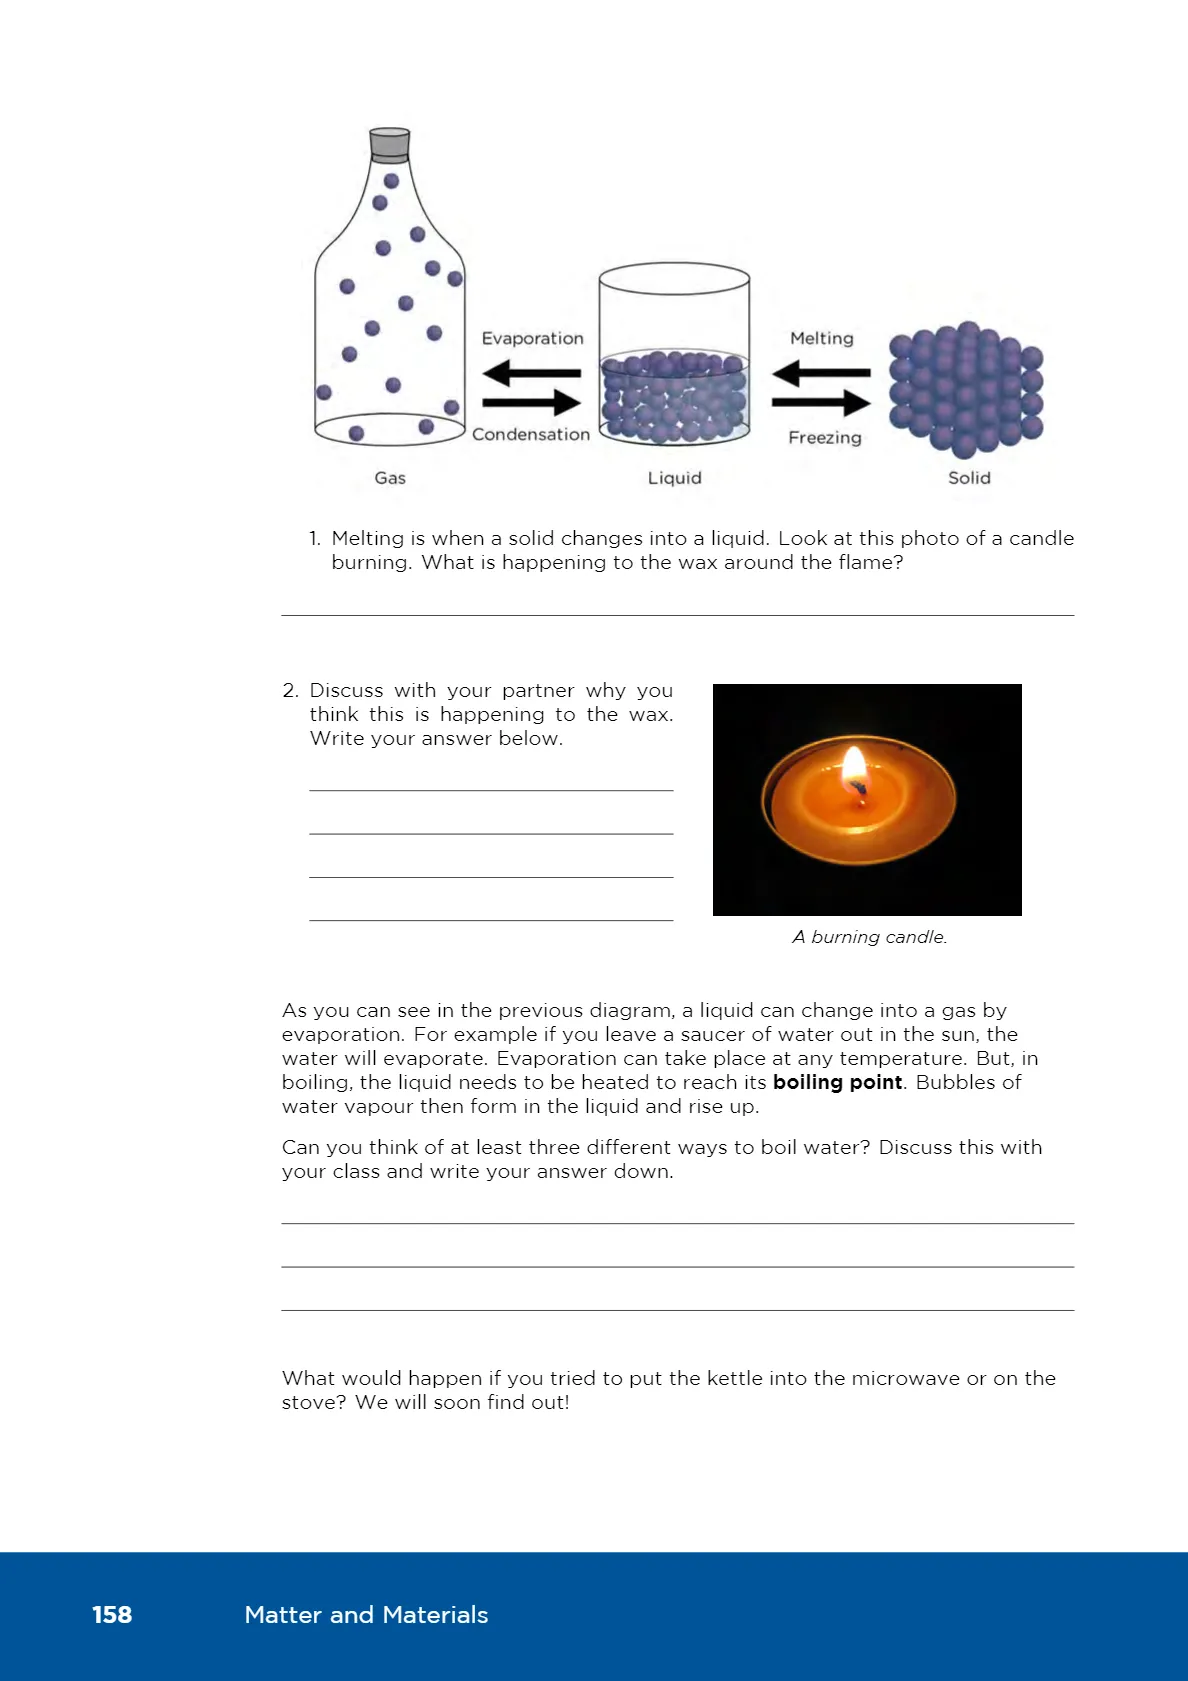 Evaporation
Melting
Condensation
Freezing
Gas
Liquid
Solid
1. Melting is when a solid changes into a liquid. Look at this photo of a candle
burning. What is happening to the wax around the flame?
2. Discuss with your partner why you
think this is happening to the wax.
Write your answer below.
A burning candle.
As you can see in the previous diagram, a liquid can change into a gas by
evaporation. For example if you leave a saucer of water out in the sun, the
water will evaporate. Evaporation can take place at any temperature. But, in
boiling, the liquid needs to be heated to reach its boiling point. Bubbles of
water vapour then form in the liquid and rise up.
Can you think of at least three different ways to boil water? Discuss this with
your class and write your answer down.
What would happen if you tried to put the kettle into the microwave or on the
stove? We will soon find out!
158 Matter and Materials